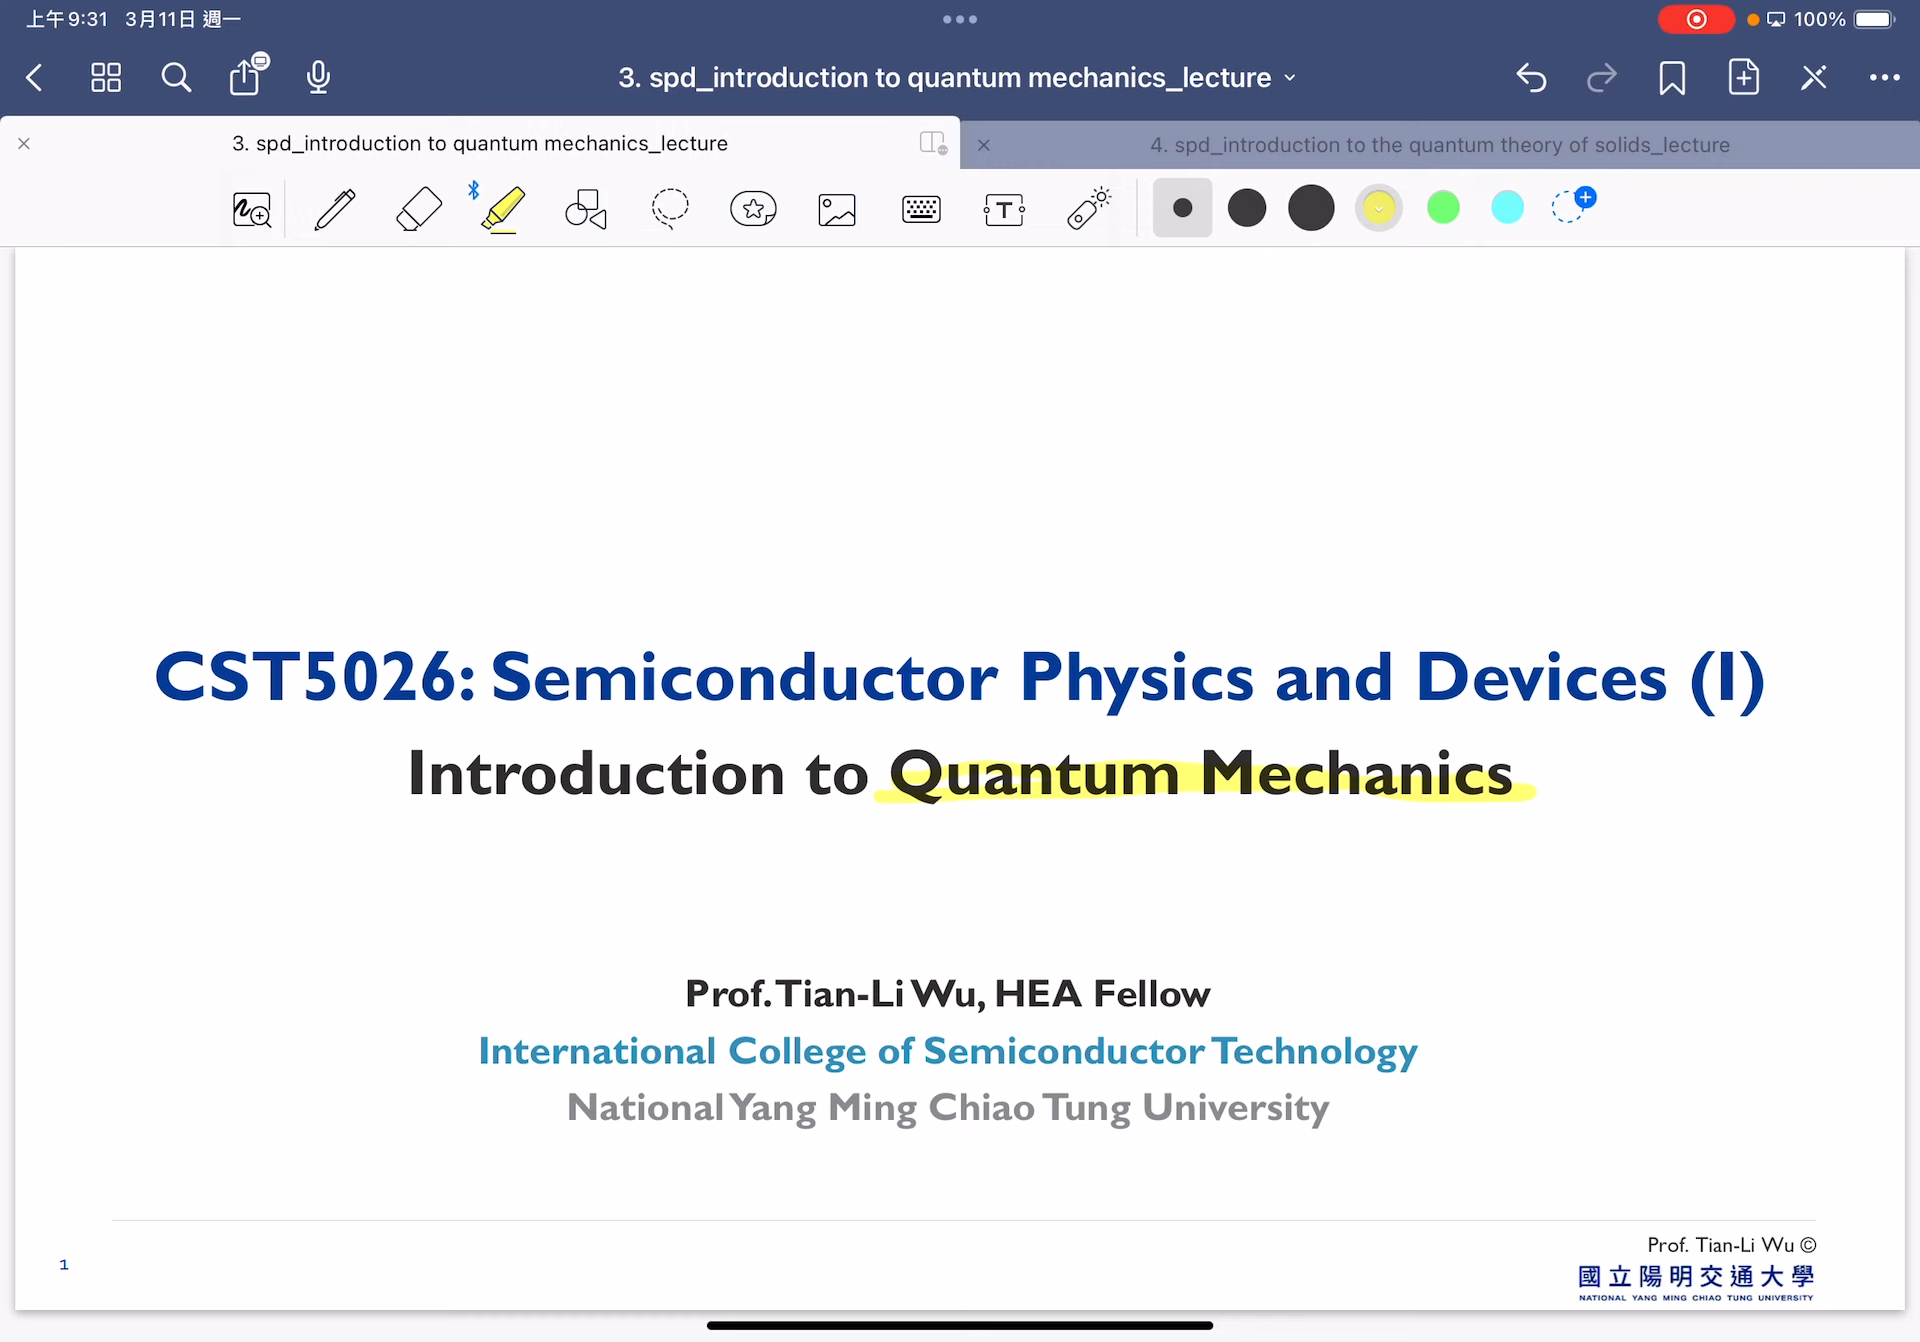 上午9:31 3月11日 週一
100%
3. spd_introduction to quantum mechanics_lecture
3. spd_introduction to quantum mechanics_lecture
4. spd_introduction to the quantum theory of solids_lecture
T
CST5026: Semiconductor Physics and Devices (I)
Introduction to Quantum Mechanics
Prof. Tian-Li Wu, HEA Fellow
International College of Semiconductor Technology
National Yang Ming Chiao Tung University
1
Prof. Tian-Li Wu ©
國立陽明交通大學
NATIONAL YANG MING CHIAO TUNG UNIVERSITY